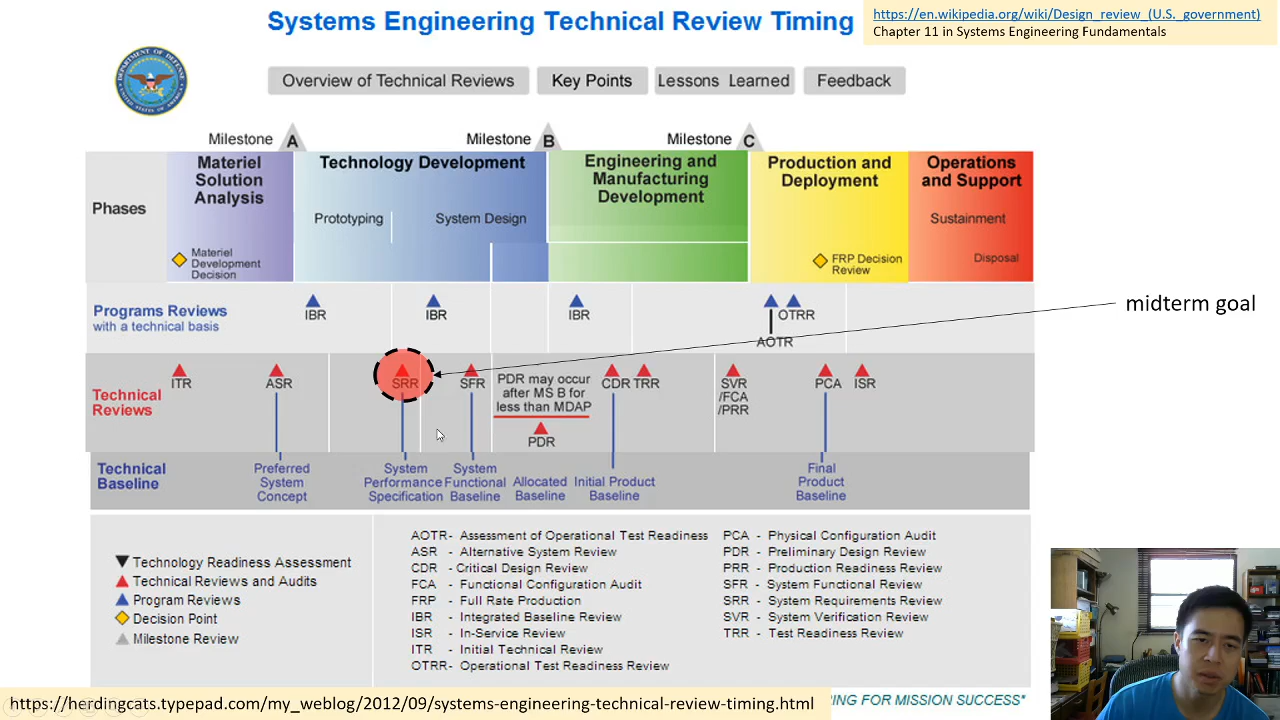 Systems Engineering Technical Review Timing
https://en.wikipedia.org/wiki/Design_review_(U.S._government)
Chapter 11 in Systems Engineering Fundamentals
Overview of Technical Reviews
Key Points
Lessons Learned
Feedback
Milestone A
Milestone B
Milestone C
Phases
Materiel
Solution
Analysis
Materiel
Development
Decision
Technology Development
Prototyping
System Design
Engineering and
Manufacturing
Development
Production and
Deployment
FRP Decision
Review
Operations
and Support
Sustainment
Disposal
Programs Reviews
with a technical basis
IBR
IBR
IBR
OTRR
AOTR
midterm goal
Technical
Reviews
ITR
ASR
SRR
SFR
PDR may occur
after MS B for
less than MDAP
PDR
CDR
TRR
SVR
/FCA
/PRR
PCA
ISR
Technical
Baseline
Preferred
System
Concept
System
Performance
Specification
System
Functional
Baseline
Allocated
Baseline
Initial Product
Baseline
Final
Product
Baseline
Technology Readiness Assessment
Technical Reviews and Audits
Program Reviews
Decision Point
Milestone Review
AOTR- Assessment of Operational Test Readiness
ASR - Alternative System Review
CDR - Critical Design Review
FCA - Functional Configuration Audit
FRP - Full Rate Production
IBR - Integrated Baseline Review
ISR - In-Service Review
ITR - Initial Technical Review
OTRR- Operational Test Readiness Review
PCA - Physical Configuration Audit
PDR - Preliminary Design Review
PRR - Production Readiness Review
SFR - System Functional Review
SRR - System Requirements Review
SVR - System Verification Review
TRR - Test Readiness Review
https://herdingcats.typepad.com/my_weblog/2012/09/systems-engineering-technical-review-timing.html
FOR MISSION SUCCESS*